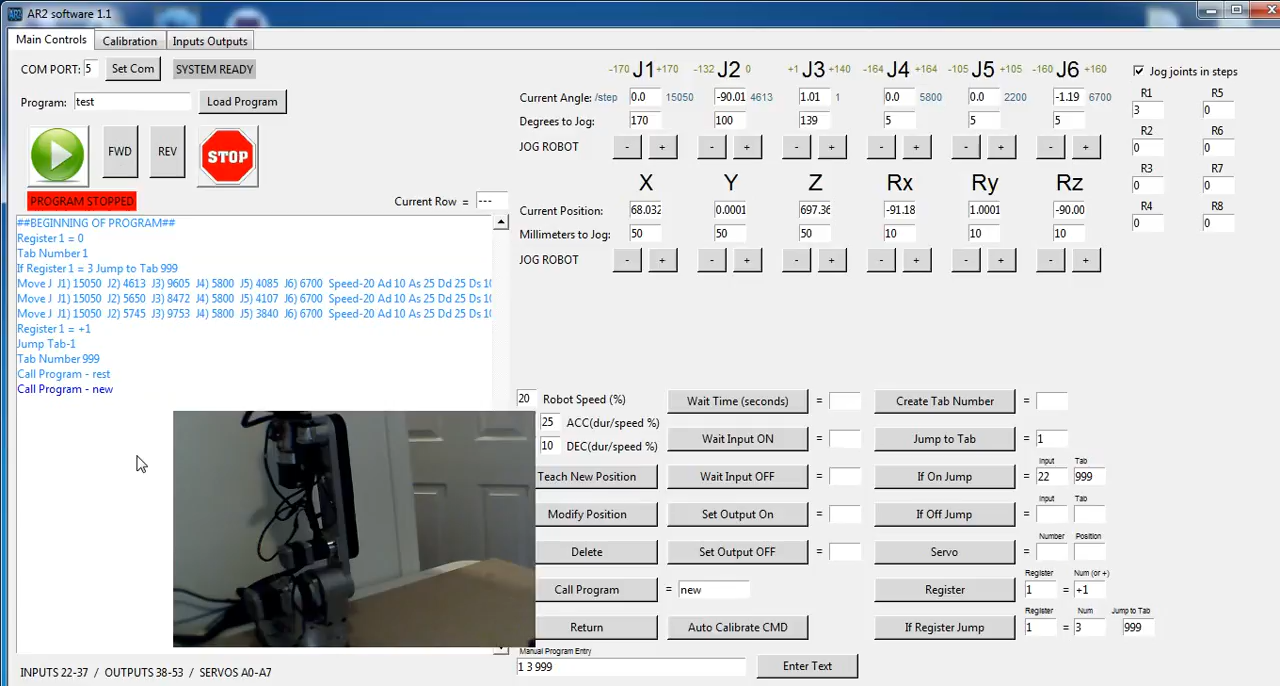 AR2 software 1.1
Main Controls Calibration Inputs Outputs
COM PORT: 5 Set Com SYSTEM READY
Program: test Load Program
FWD REV STOP
PROGRAM STOPPED
Current Row = ---
##BEGINNING OF PROGRAM##
Register 1 = 0
Tab Number 1
If Register 1 = 3 Jump to Tab 999
Move J J1) 15050 J2) 4613 J3) 9605 J4) 5800 J5) 4085 J6) 6700 Speed-20 Ad 10 As 25 Dd 25 Ds 10
Move J J1) 15050 J2) 5650 J3) 8472 J4) 5800 J5) 4107 J6) 6700 Speed-20 Ad 10 As 25 Dd 25 Ds 10
Move J J1) 15050 J2) 5745 J3) 9753 J4) 5800 J5) 3840 J6) 6700 Speed-20 Ad 10 As 25 Dd 25 Ds 10
Register 1 = +1
Jump Tab-1
Tab Number 999
Call Program - rest
Call Program - new
INPUTS 22-37 / OUTPUTS 38-53 / SERVOS A0-A7
-170 J1 +170 -132 J2 0 +1 J3 +140 -164 J4 +164 -105 J5 +105 -160 J6 +160
Current Angle: /step 0.0 15050 -90.01 4613 1.01 1 0.0 5800 0.0 2200 -1.19 6700
Degrees to Jog: 170 100 139 5 5 5
JOG ROBOT - + - + - + - + - + - +
X Y Z Rx Ry Rz
Current Position: 68.032 0.0001 697.36 -91.18 1.0001 -90.00
Millimeters to Jog: 50 50 50 10 10 10
JOG ROBOT - + - + - + - + - + - +
Jog joints in steps
R1 R5
3 0
R2 R6
0 0
R3 R7
0 0
R4 R8
0 0
20 Robot Speed (%)
25 ACC(dur/speed %)
10 DEC(dur/speed %)
Teach New Position
Modify Position
Delete
Call Program = new
Return
Manual Program Entry
1 3 999 Enter Text
Wait Time (seconds) =
Wait Input ON =
Wait Input OFF =
Set Output On =
Set Output OFF =
Auto Calibrate CMD
Create Tab Number =
Jump to Tab = 1
Input Tab
If On Jump = 22 999
Input Tab
If Off Jump =
Number Position
Servo =
Register Num (or +)
Register 1 = +1
Register Num Jump to Tab
If Register Jump 1 = 3 999